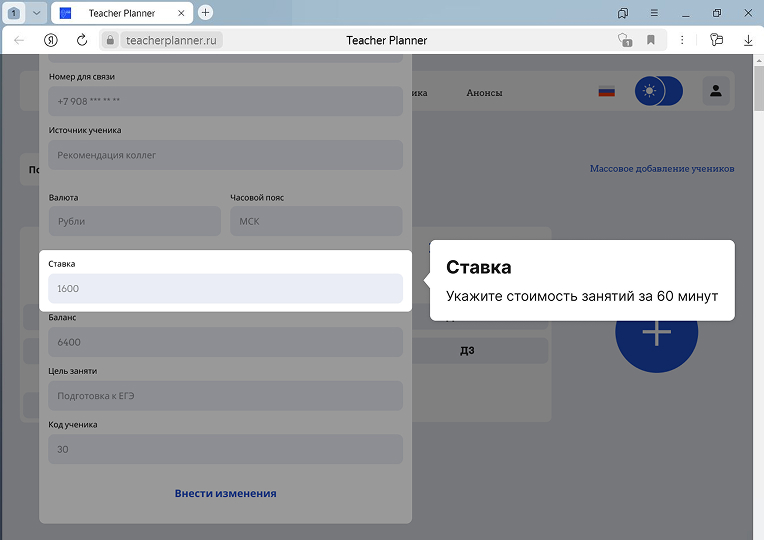 1
Teacher Planner
teacherplanner.ru
Teacher Planner
1
Номер для связи
+7 908 *** ** **
ика
Анонсы
Источник ученика
Рекомендация коллег
По
Массовое добавление учеников
Валюта
Часовой пояс
Рубли
МСК
Ставка
1600
Ставка
Укажите стоимость занятий за 60 минут
Баланс
6400
ДЗ
Цель заняти
Подготовка к ЕГЭ
Код ученика
30
Внести изменения